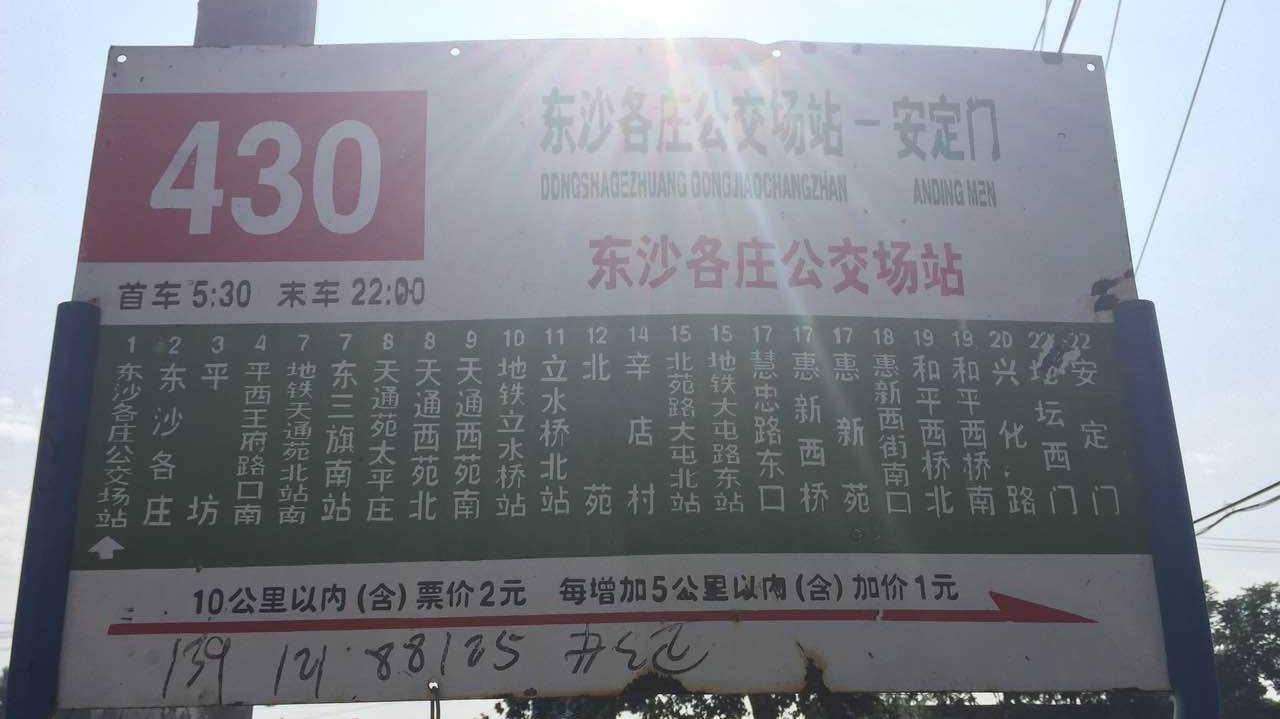 430
东沙各庄公交场站－安定门
DONGSHAGEZHUANG GONGJIAOCHANGZHAN ANDING MEN
东沙各庄公交场站
首车 5:30 末车 22:00
1 东沙各庄公交场站
2 东沙各庄
3 平坊
4 平西王府路口南
7 地铁天通苑北站南
7 东三旗南站
8 天通苑太平庄
8 天通西苑北
9 天通西苑南
10 地铁立水桥站
11 立水桥北站
12 北苑
14 辛店村
15 北苑路大屯北站
15 地铁大屯路东站
17 慧忠路东口
17 惠新西桥
17 惠新苑
18 惠新西街南口
19 和平西桥北
19 和平西桥南
20 兴化路
22 地坛西门
22 安定门
10公里以内(含)票价2元 每增加5公里以内(含)加价1元
139 121 88125